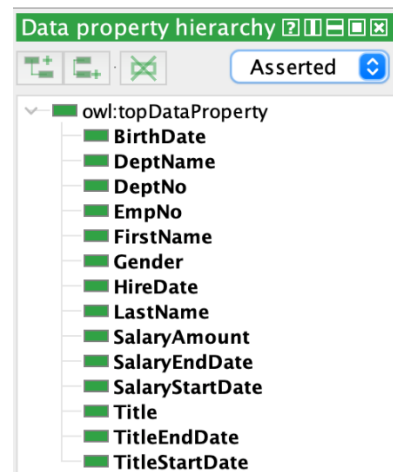 Data property hierarchy
Asserted
owl:topDataProperty
BirthDate
DeptName
DeptNo
EmpNo
FirstName
Gender
HireDate
LastName
SalaryAmount
SalaryEndDate
SalaryStartDate
Title
TitleEndDate
TitleStartDate